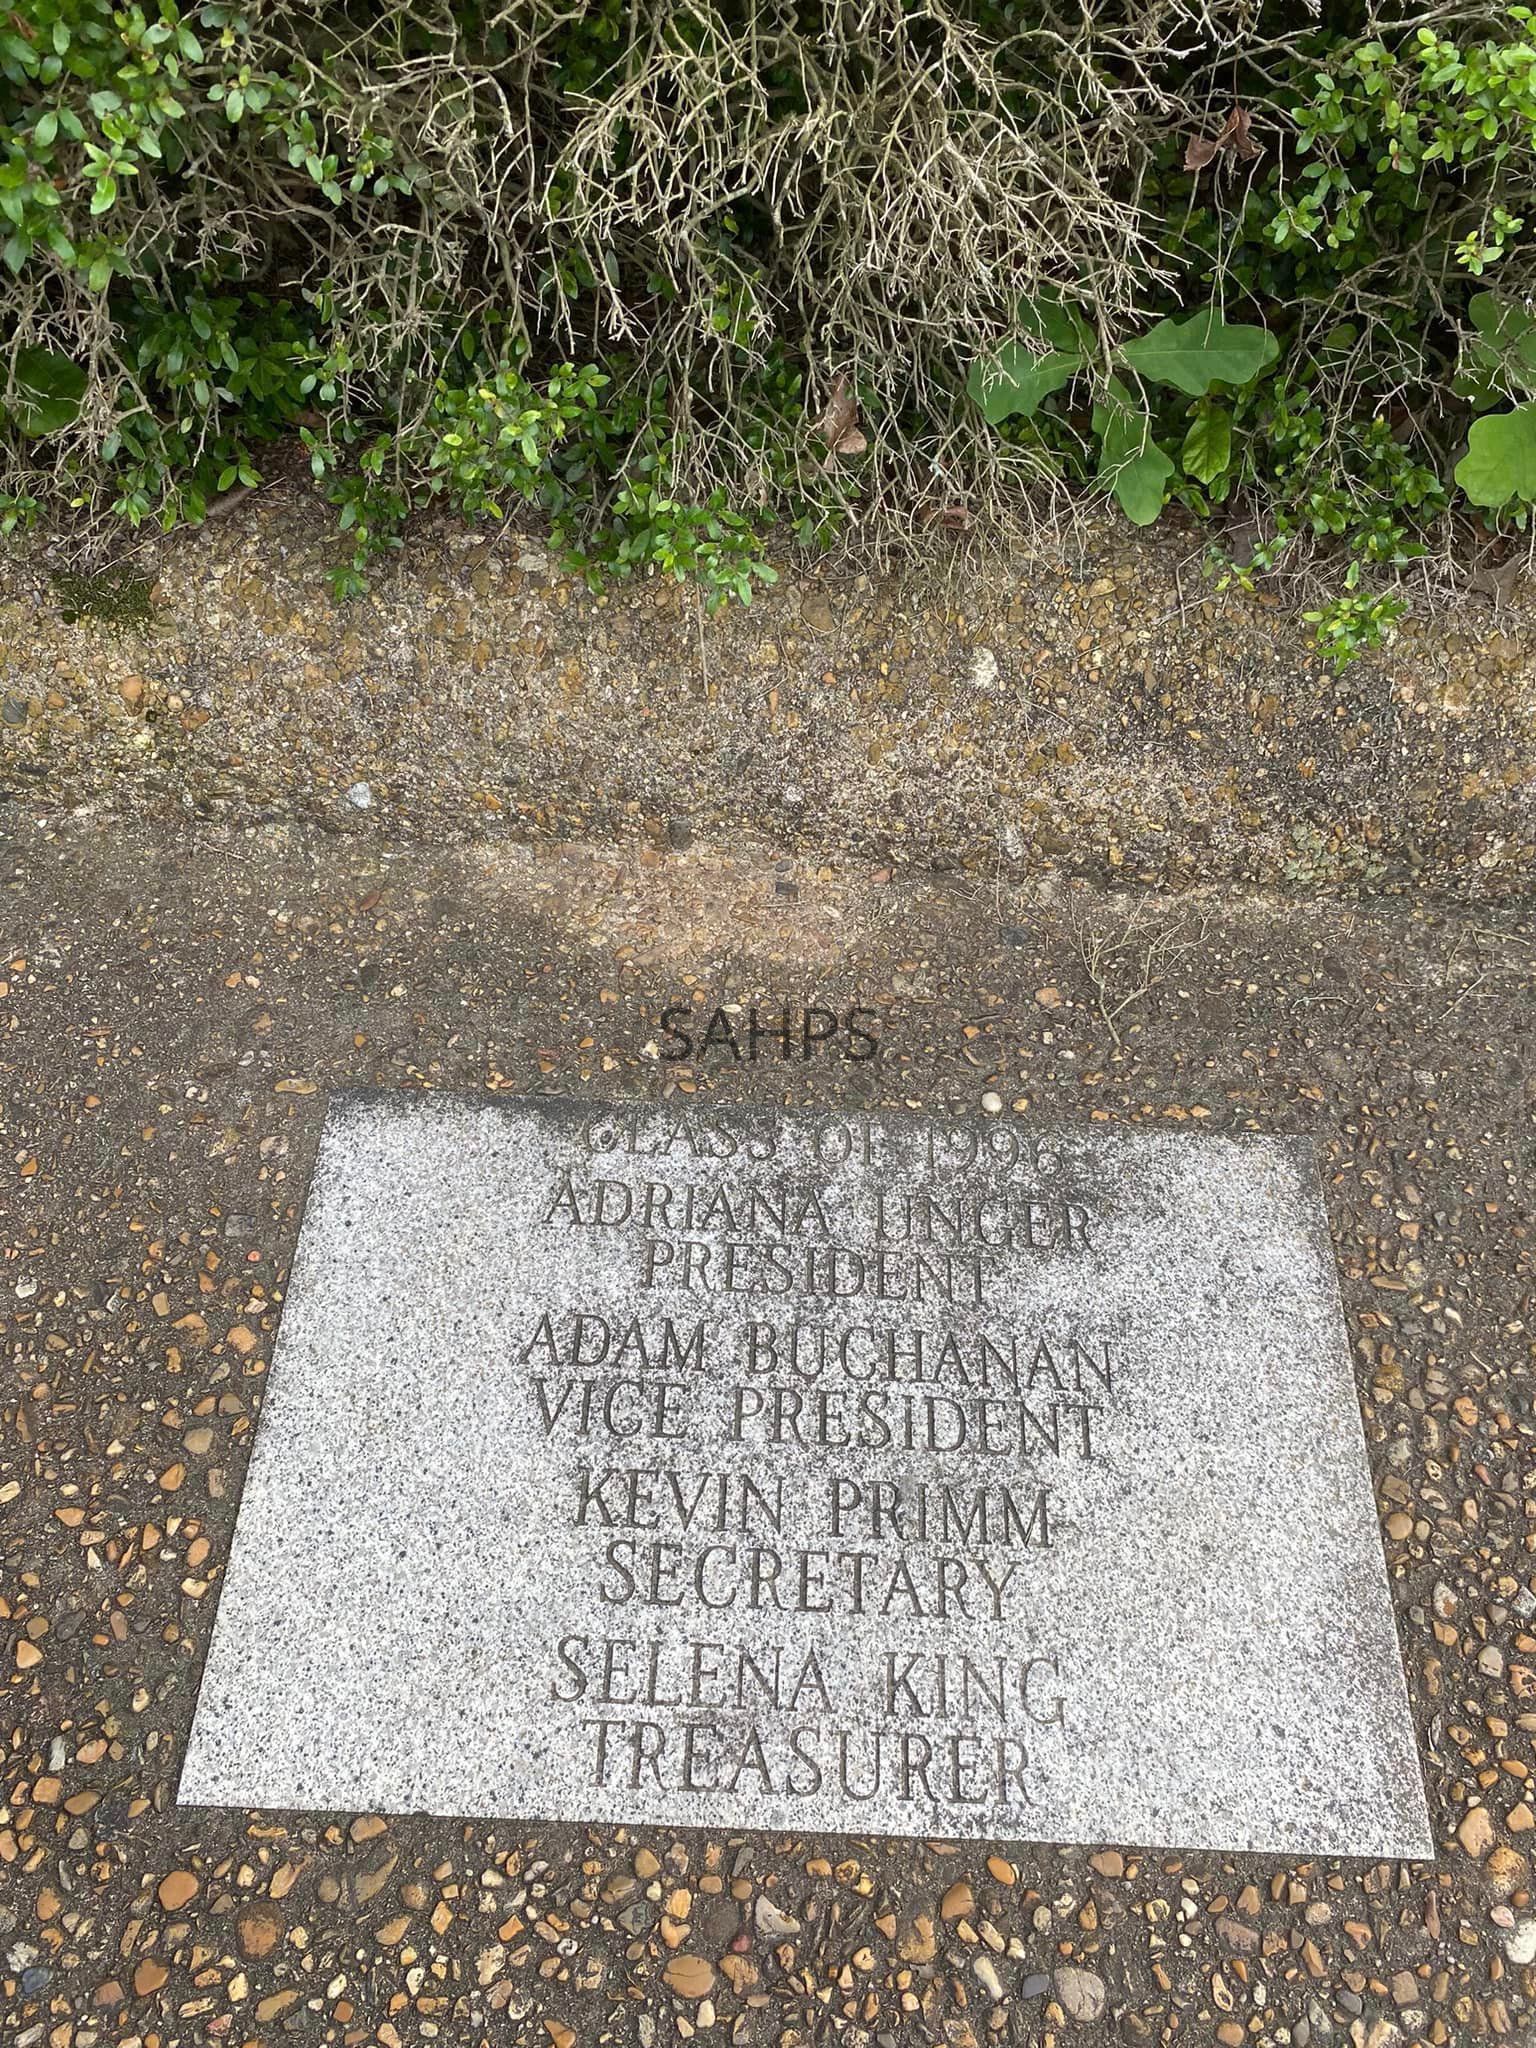 SAHPS
CLASS OF 1996
ADRIANA UNGER
PRESIDENT
ADAM BUCHANAN
VICE PRESIDENT
KEVIN PRIMM
SECRETARY
SELENA KING
TREASURER